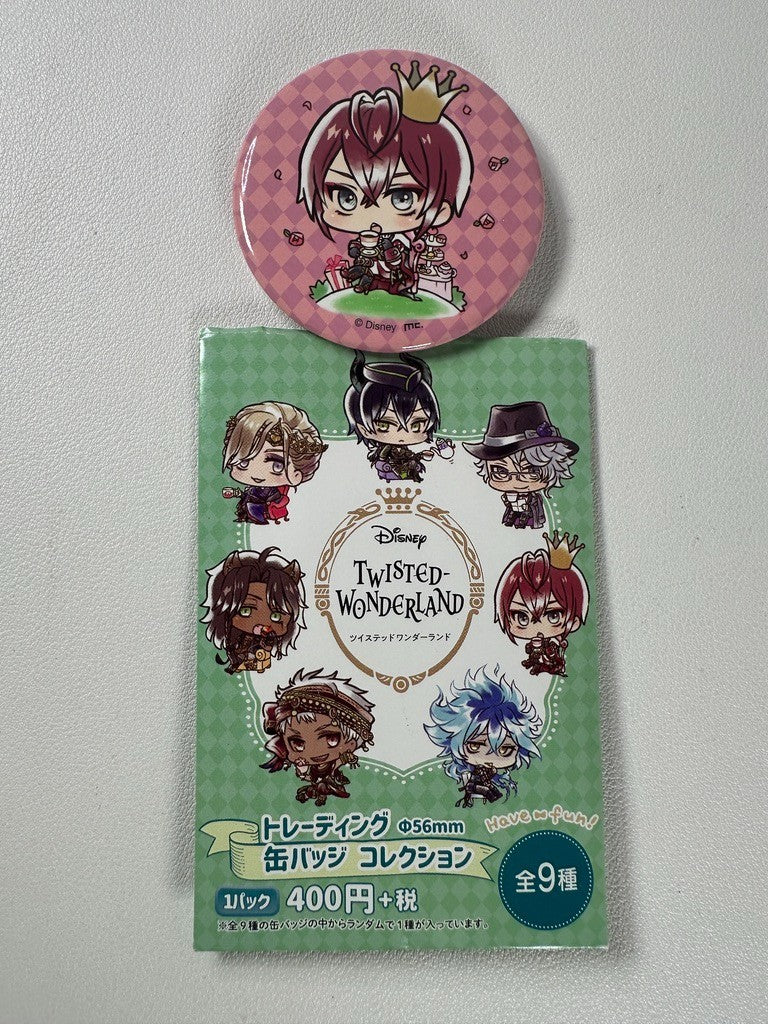 © Disney ME.
Disney
TWISTED-
WONDERLAND
ツイステッドワンダーランド
Have fun!
トレーディング Φ56mm
缶バッジ コレクション
全9種
1パック 400円+税
※全9種の缶バッジの中からランダムで1種が入っています。